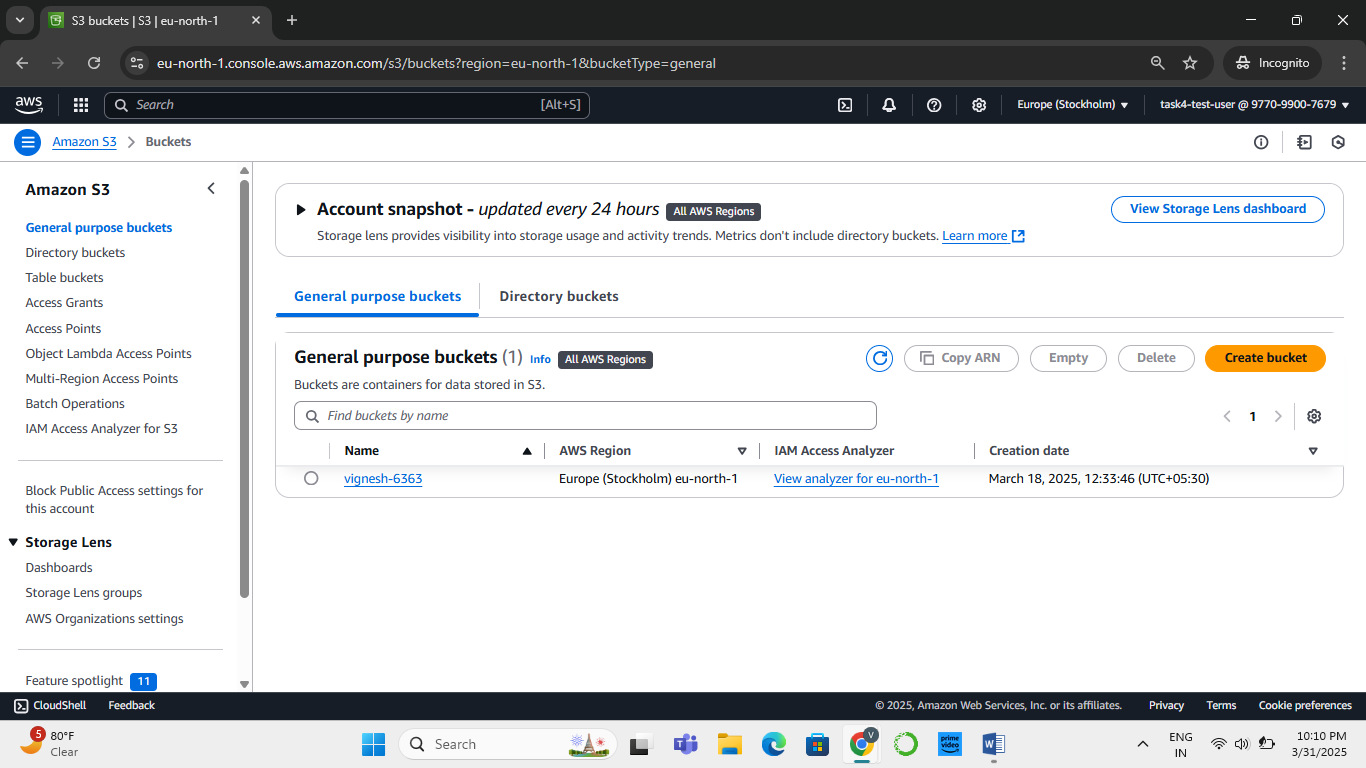 S3 buckets | S3 | eu-north-1
eu-north-1.console.aws.amazon.com/s3/buckets?region=eu-north-1&bucketType=general
Incognito
aws
Search
[Alt+S]
Europe (Stockholm)
task4-test-user @ 9770-9900-7679
Amazon S3
Buckets
Amazon S3
General purpose buckets
Directory buckets
Table buckets
Access Grants
Access Points
Object Lambda Access Points
Multi-Region Access Points
Batch Operations
IAM Access Analyzer for S3
Block Public Access settings for
this account
Storage Lens
Dashboards
Storage Lens groups
AWS Organizations settings
Feature spotlight 11
Account snapshot - updated every 24 hours All AWS Regions
View Storage Lens dashboard
Storage lens provides visibility into storage usage and activity trends. Metrics don't include directory buckets. Learn more
General purpose buckets
Directory buckets
General purpose buckets (1) Info All AWS Regions
Copy ARN
Empty
Delete
Create bucket
Buckets are containers for data stored in S3.
Find buckets by name
1
Name AWS Region IAM Access Analyzer Creation date
vignesh-6363 Europe (Stockholm) eu-north-1 View analyzer for eu-north-1 March 18, 2025, 12:33:46 (UTC+05:30)
CloudShell Feedback
© 2025, Amazon Web Services, Inc. or its affiliates. Privacy Terms Cookie preferences
5
80°F
Clear
Search
V
prime
video
W
ENG
IN
10:10 PM
3/31/2025